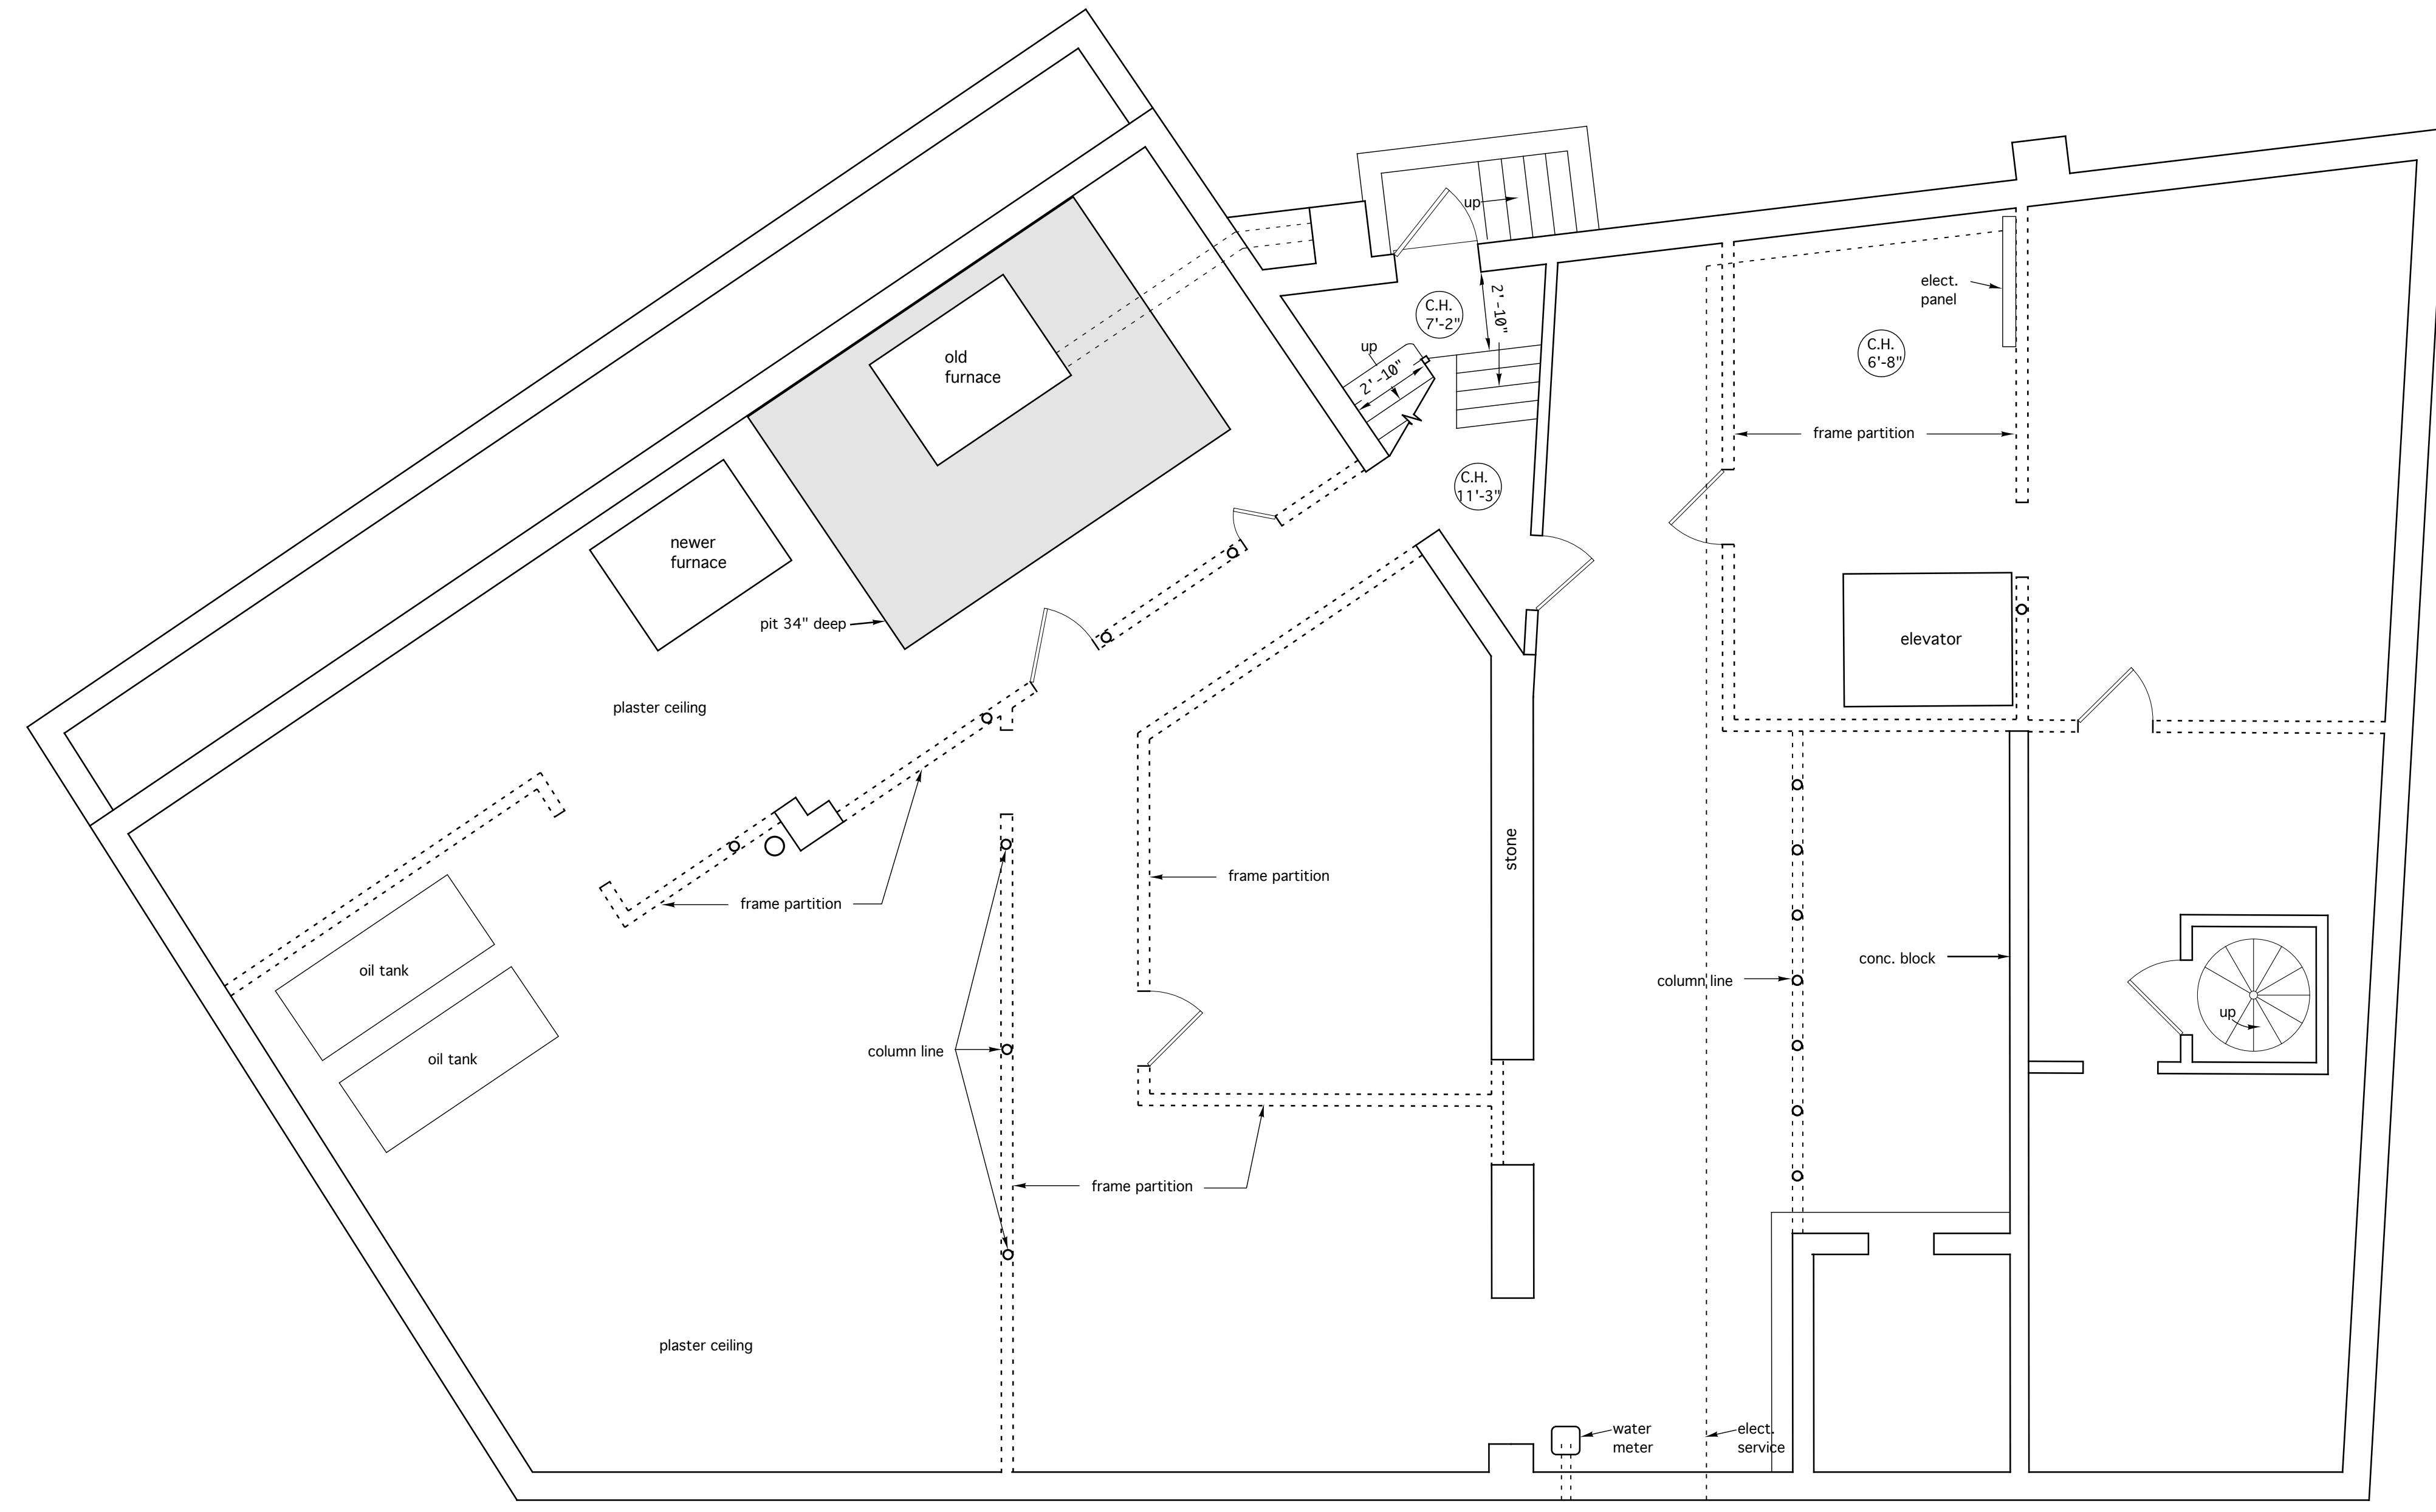 up
2'-10"
elect.
panel
C.H.
7'-2"
up
C.H.
6'-8"
old
furnace
2'-10"
frame partition
C.H.
11'-3"
newer
furnace
pit 34" deep
elevator
plaster ceiling
stone
frame partition
frame partition
conc. block
oil tank
column line
up
column line
oil tank
frame partition
plaster ceiling
water
meter
elect.
service